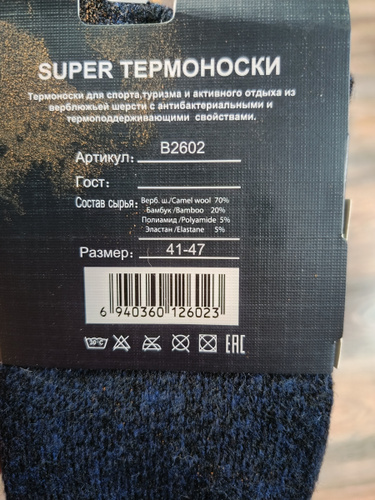 SUPER ТЕРМОНОСКИ
Термоноски для спорта,туризма и активного отдыха из
верблюжьей шерсти с антибактериальными и
термоподдерживающими свойствами.
Артикул: B2602
Гост:
Состав сырья: Верб. ш./Camel wool 70%
Бамбук/Bamboo 20%
Полиамид /Polyamide 5%
Эластан /Elastane 5%
Размер: 41-47
6 940360 126023
EAC